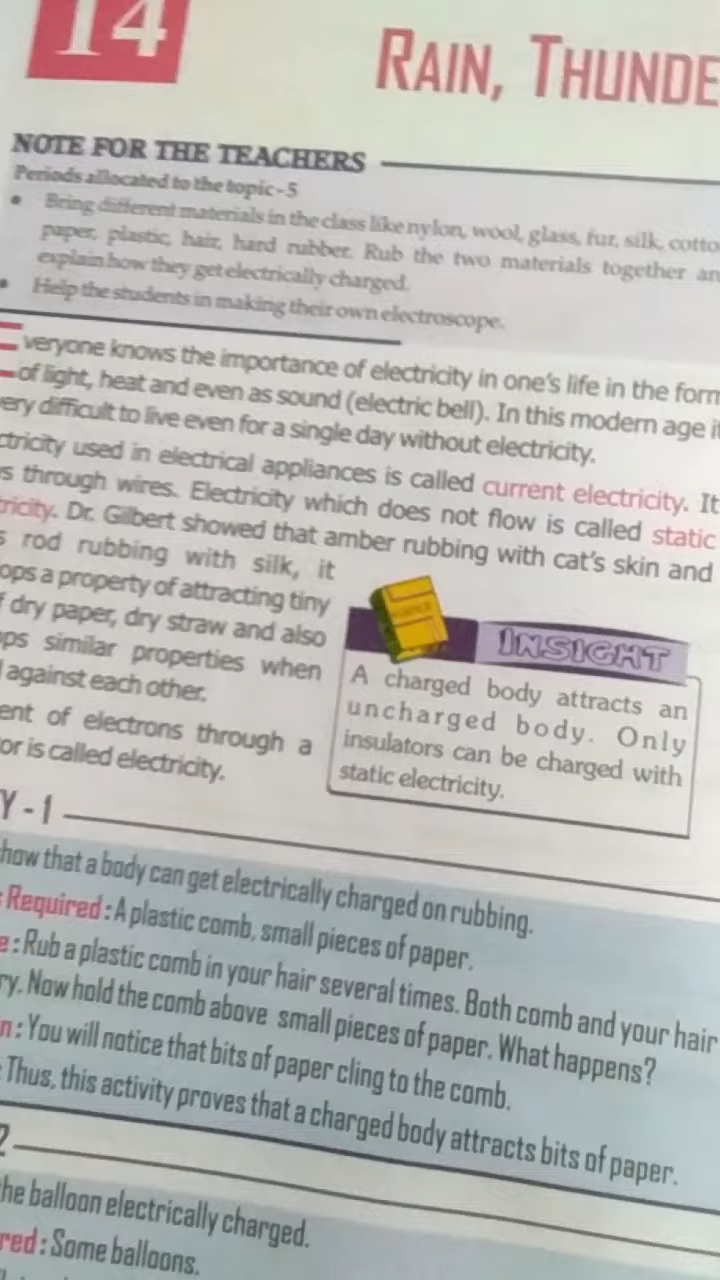 14
RAIN, THUNDE
NOTE FOR THE TEACHERS
Periods allocated to the topic-5
• Bring different materials in the class like nylon, wool, glass, fur, silk, cotto
paper, plastic, hair, hard rubber. Rub the two materials together an
explain how they get electrically charged.
• Help the students in making their own electroscope.
Everyone knows the importance of electricity in one's life in the form
of light, heat and even as sound (electric bell). In this modern age it
ery difficult to live even for a single day without electricity.
ctricity used in electrical appliances is called current electricity. It
s through wires. Electricity which does not flow is called static
tricity. Dr. Gilbert showed that amber rubbing with cat's skin and
s rod rubbing with silk, it
ops a property of attracting tiny
f dry paper, dry straw and also
ops similar properties when
against each other.
ent of electrons through a
or is called electricity.
INSIGHT
A charged body attracts an
uncharged body. Only
insulators can be charged with
static electricity.
Y - 1
how that a body can get electrically charged on rubbing.
Required : A plastic comb, small pieces of paper.
e : Rub a plastic comb in your hair several times. Both comb and your hair
ry. Now hold the comb above small pieces of paper. What happens?
n : You will notice that bits of paper cling to the comb.
: Thus, this activity proves that a charged body attracts bits of paper.
2
he balloon electrically charged.
red : Some balloons.